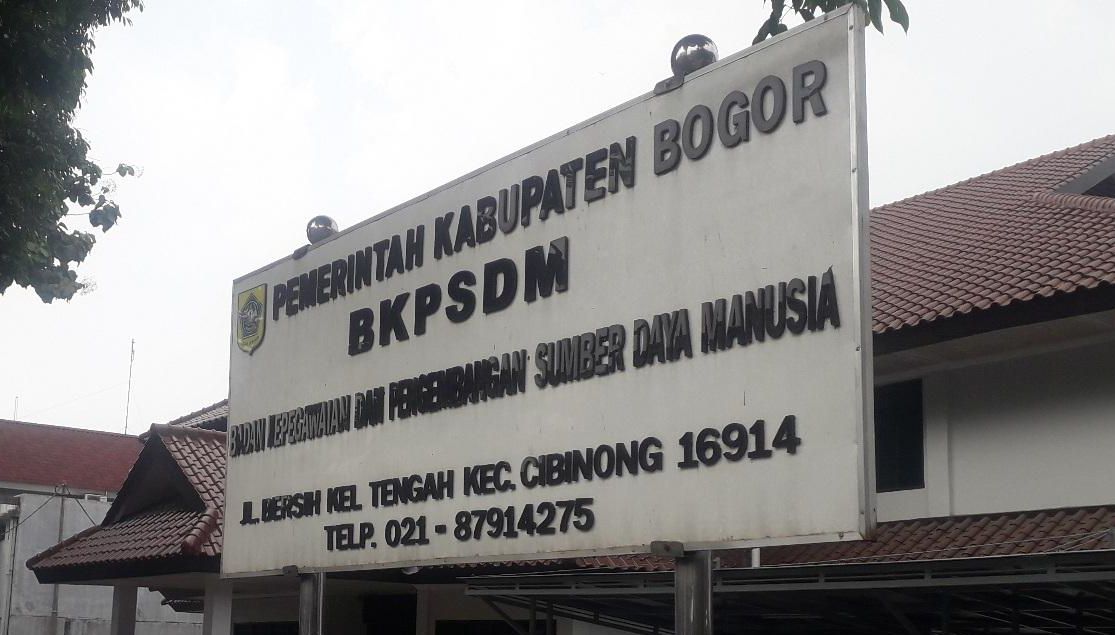 PEMERINTAH KABUPATEN BOGOR
BKPSDM
BADAN KEPEGAWAIAN DAN PENGEMBANGAN SUMBER DAYA MANUSIA
JL. BERSIH KEL TENGAH KEC. CIBINONG 16914
TELP. 021 - 87914275